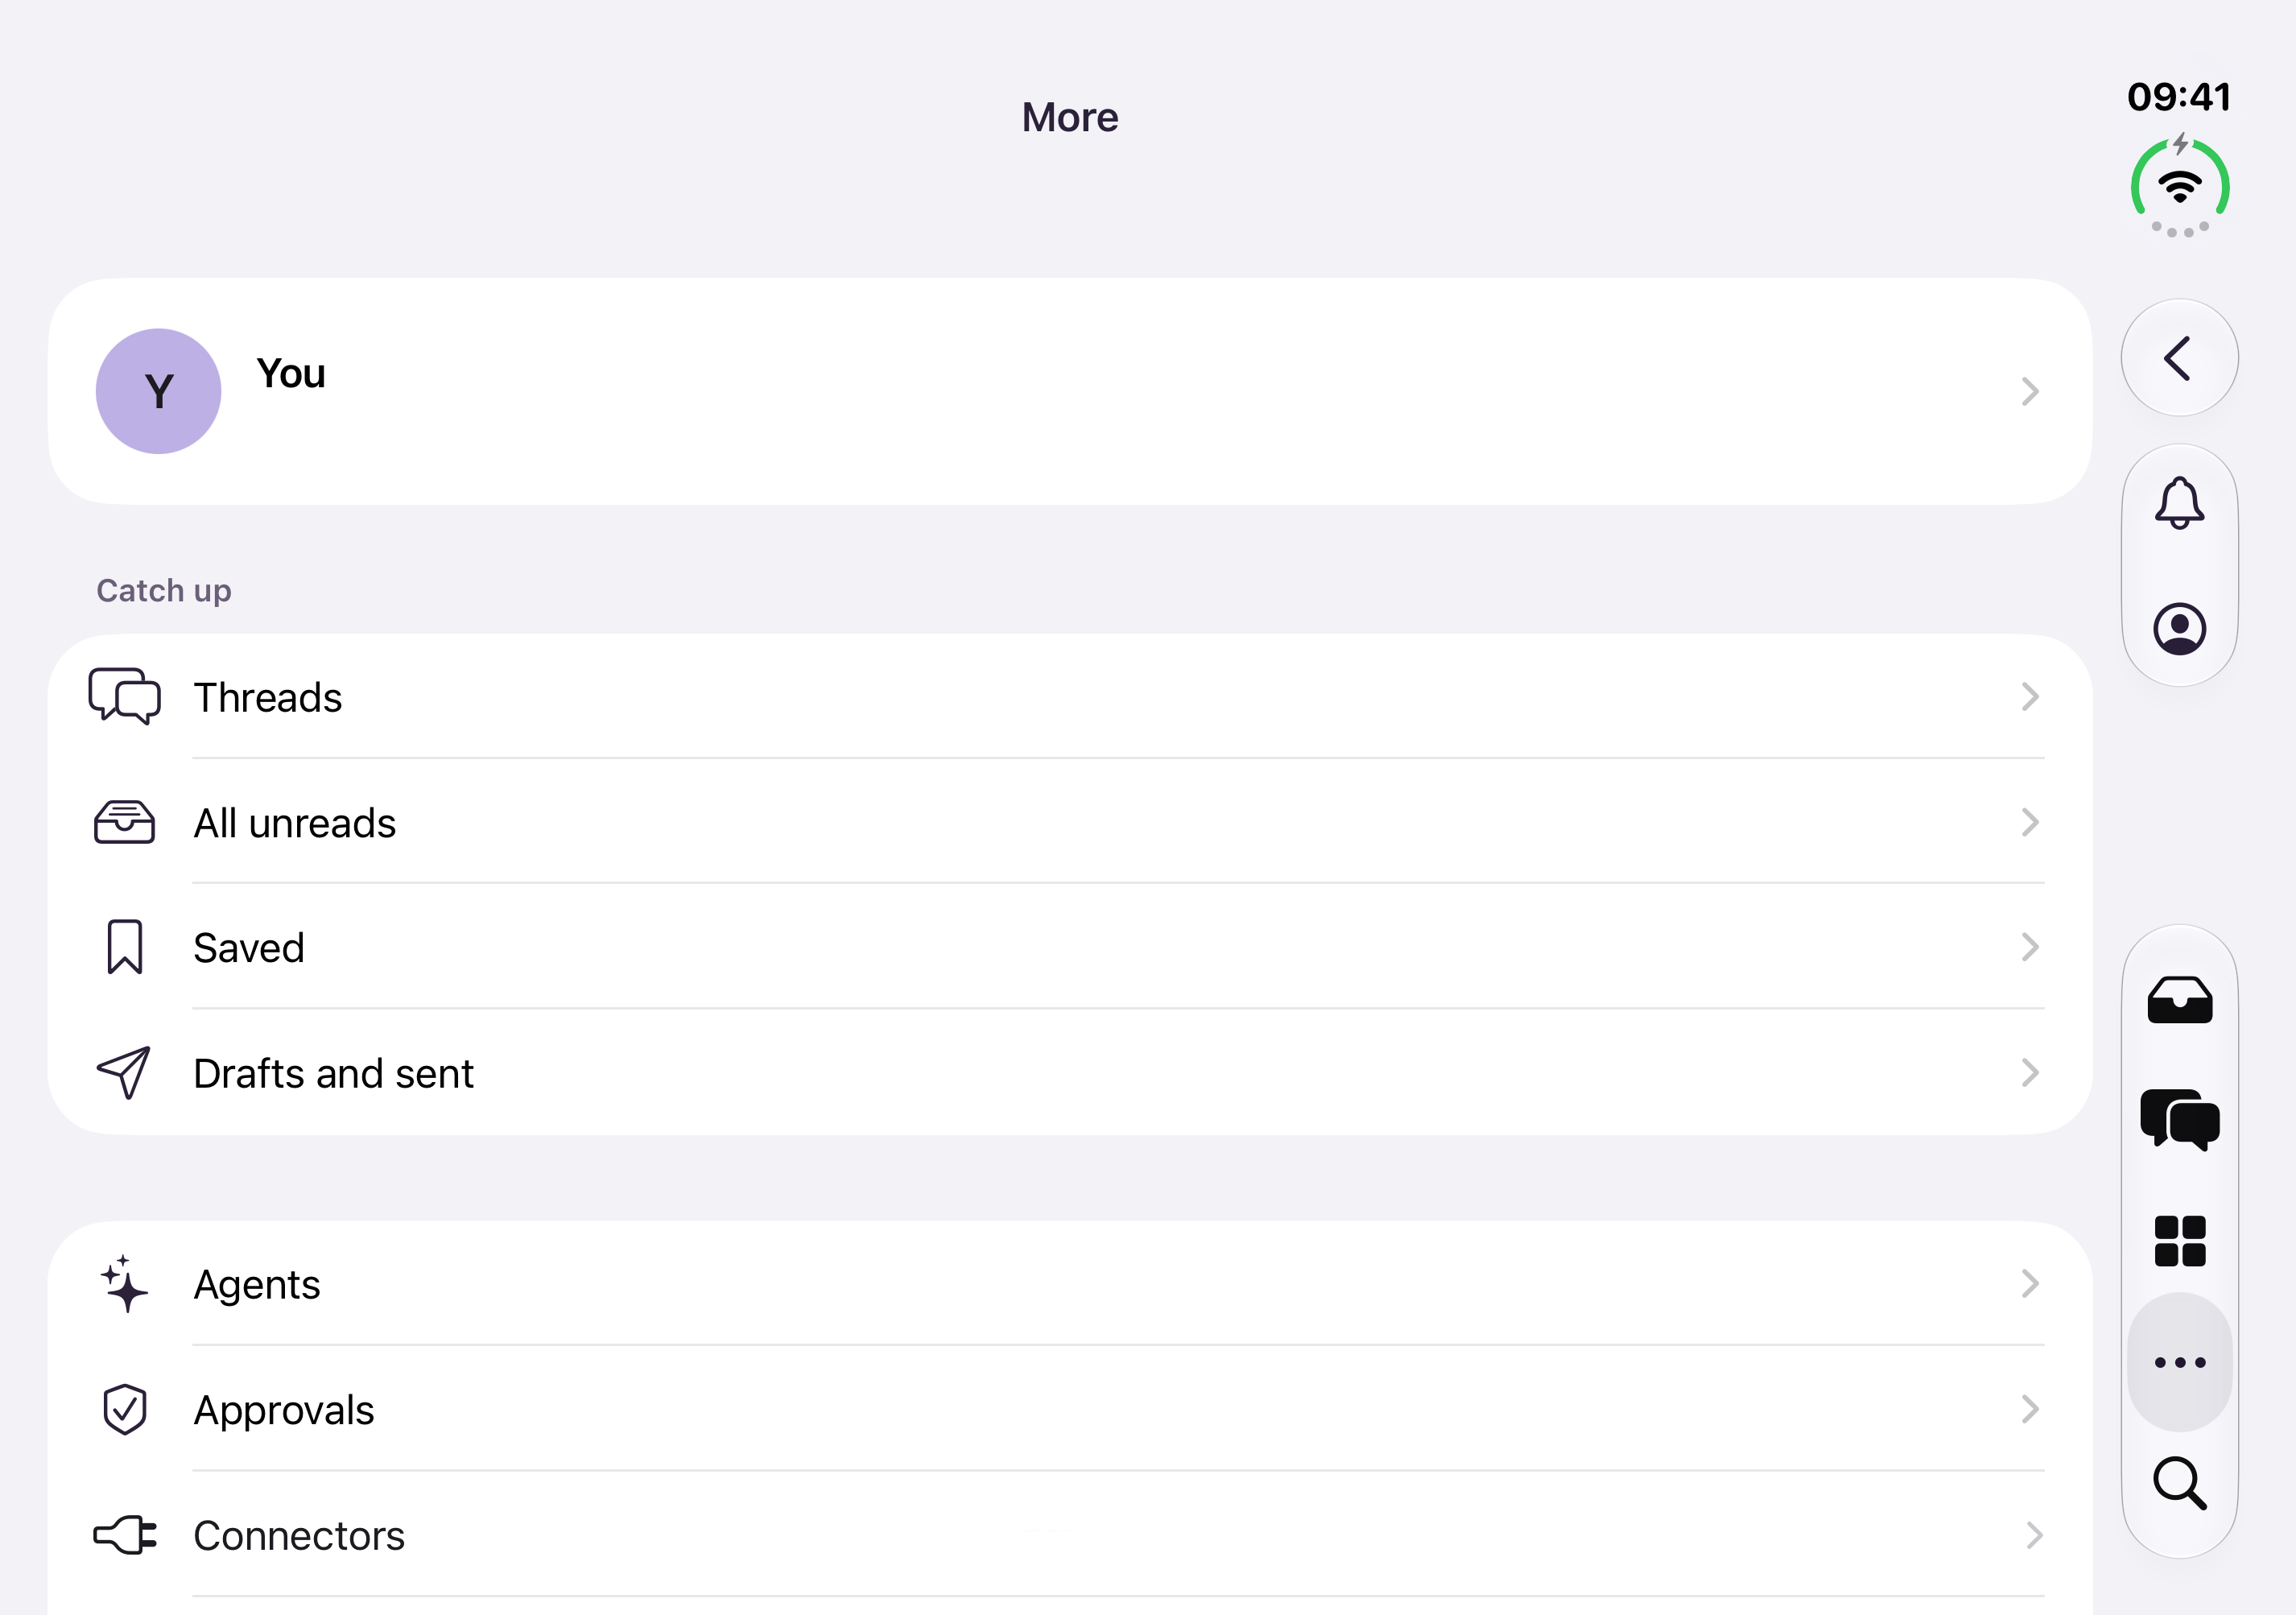 More
09:41
Y
You
Catch up
Threads
All unreads
Saved
Drafts and sent
Agents
Approvals
Connectors